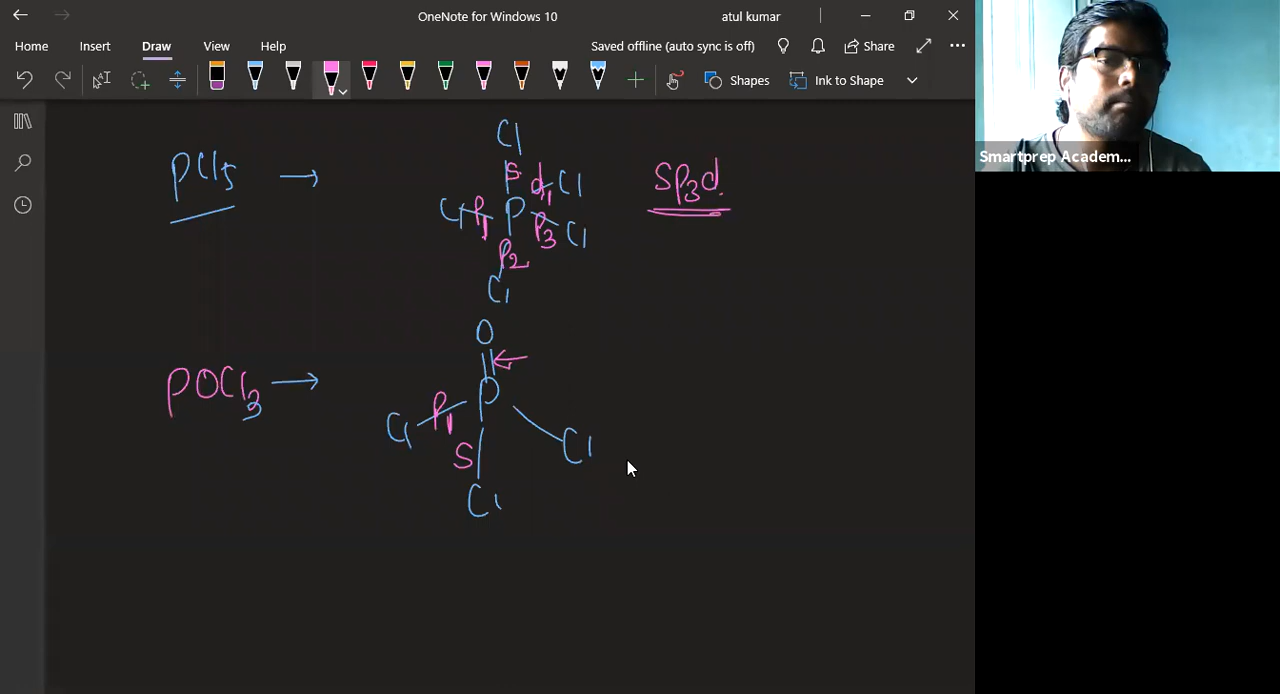 OneNote for Windows 10
atul kumar
Home Insert Draw View Help
Saved offline (auto sync is off)
Share
Shapes
Ink to Shape
Smartprep Academ...
Cl
PCl5 →
S d1 Cl
SP3d
Cl P1 P P3 Cl
P2
Cl
O
POCl3 →
P
Cl P1
Cl
S
Cl